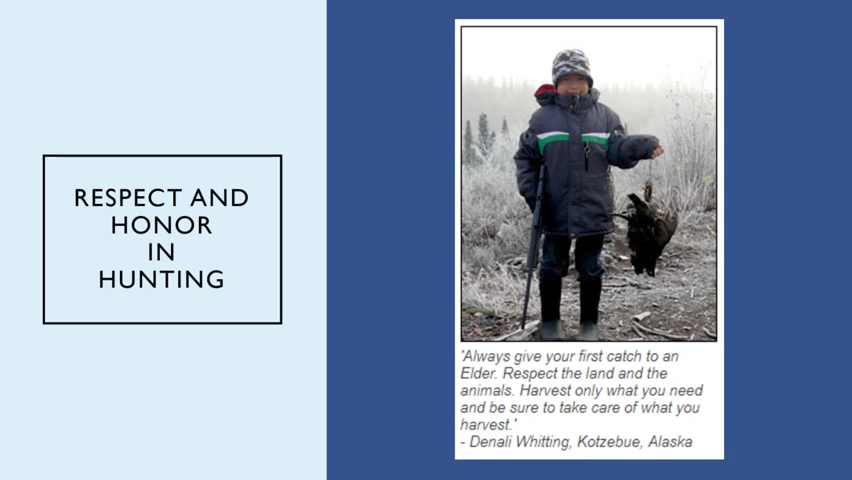 RESPECT AND
HONOR
IN
HUNTING
'Always give your first catch to an
Elder. Respect the land and the
animals. Harvest only what you need
and be sure to take care of what you
harvest.'
- Denali Whitting, Kotzebue, Alaska